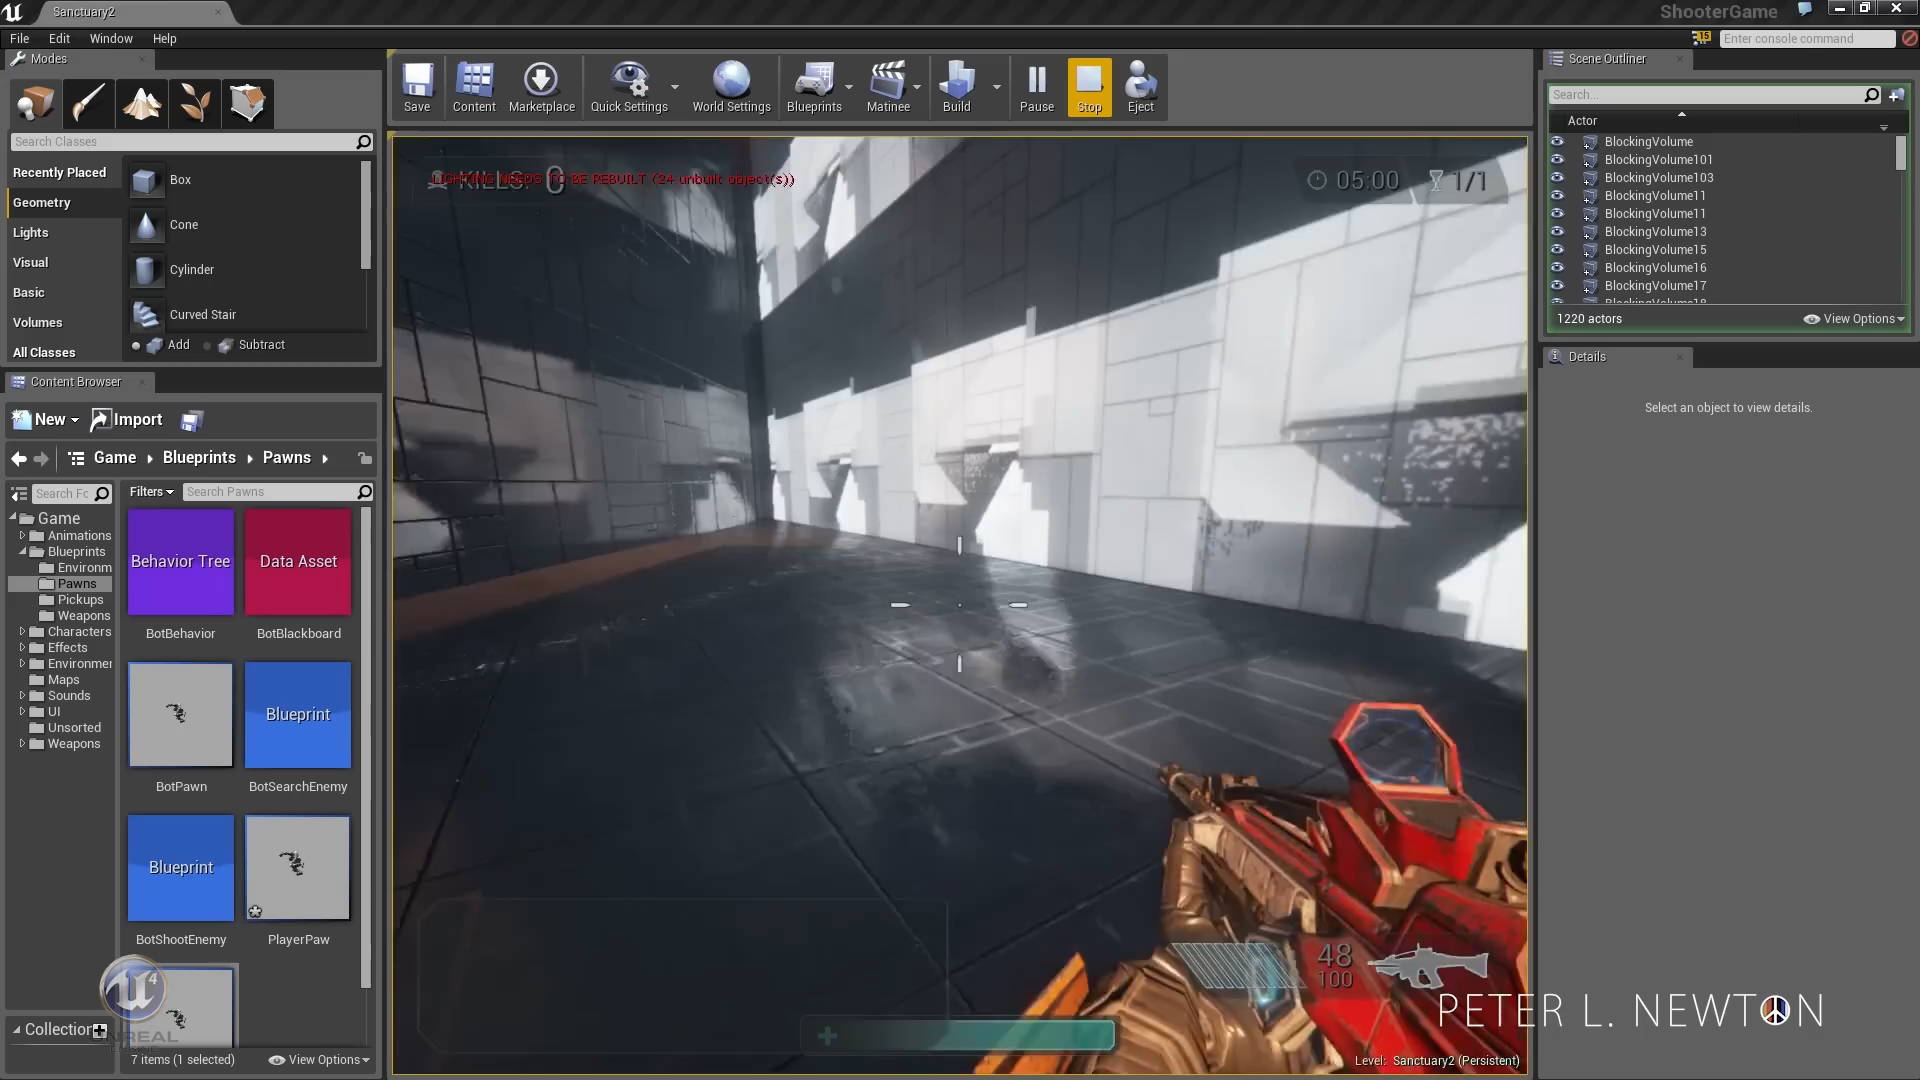 Sanctuary2
ShooterGame
File Edit Window Help
15
Enter console command
Modes
Search Classes
Recently Placed
Geometry
Lights
Visual
Basic
Volumes
All Classes
Box
Cone
Cylinder
Curved Stair
Add Subtract
Content Browser
New Import
Game Blueprints Pawns
Filters
Search Pawns
Game
Animations
Blueprints
Environm
Pawns
Pickups
Weapons
Characters
Effects
Environmer
Maps
Sounds
UI
Unsorted
Weapons
Collection
Behavior Tree
BotBehavior
Data Asset
BotBlackboard
BotPawn
Blueprint
BotSearchEnemy
Blueprint
BotShootEnemy
PlayerPaw
7 items (1 selected)
View Options
Save
Content
Marketplace
Quick Settings
World Settings
Blueprints
Matinee
Build
Pause
Stop
Eject
KILLS: 0
LIGHTING NEEDS TO BE REBUILT (24 unbuilt object(s))
05:00
1/1
48
100
Level: Sanctuary2 (Persistent)
Scene Outliner
Search...
Actor
BlockingVolume
BlockingVolume101
BlockingVolume103
BlockingVolume11
BlockingVolume11
BlockingVolume13
BlockingVolume15
BlockingVolume16
BlockingVolume17
BlockingVolume18
1220 actors
View Options
Details
Select an object to view details.
PETER L. NEWTON
UNREAL